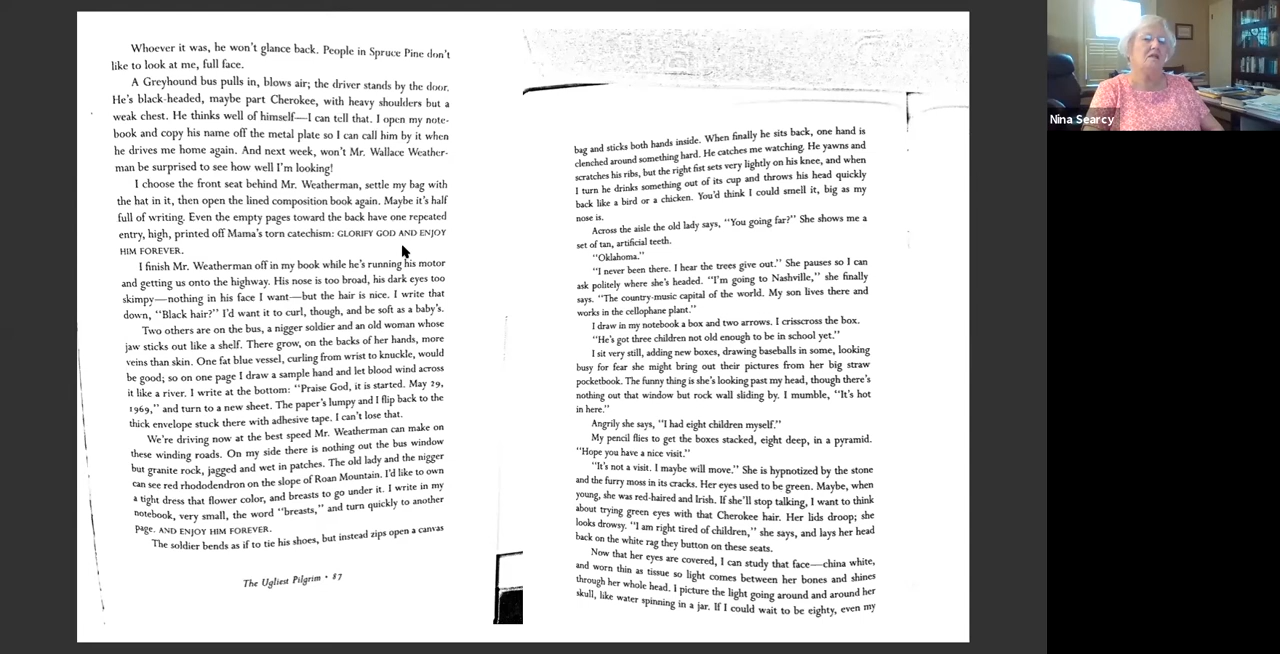 Whoever it was, he won't glance back. People in Spruce Pine don't
like to look at me, full face.
A Greyhound bus pulls in, blows air; the driver stands by the door.
He's black-headed, maybe part Cherokee, with heavy shoulders but a
weak chest. He thinks well of himself—I can tell that. I open my note-
book and copy his name off the metal plate so I can call him by it when
he drives me home again. And next week, won't Mr. Wallace Weather-
man be surprised to see how well I'm looking!
I choose the front seat behind Mr. Weatherman, settle my bag with
the hat in it, then open the lined composition book again. Maybe it's half
full of writing. Even the empty pages toward the back have one repeated
entry, high, printed off Mama's torn catechism: GLORIFY GOD AND ENJOY
HIM FOREVER.
I finish Mr. Weatherman off in my book while he's running his motor
and getting us onto the highway. His nose is too broad, his dark eyes too
skimpy—nothing in his face I want—but the hair is nice. I write that
down, "Black hair?" I'd want it to curl, though, and be soft as a baby's.
Two others are on the bus, a nigger soldier and an old woman whose
jaw sticks out like a shelf. There grow, on the backs of her hands, more
veins than skin. One fat blue vessel, curling from wrist to knuckle, would
be good; so on one page I draw a sample hand and let blood wind across
it like a river. I write at the bottom: "Praise God, it is started. May 29,
1969," and turn to a new sheet. The paper's lumpy and I flip back to the
thick envelope stuck there with adhesive tape. I can't lose that.
We're driving now at the best speed Mr. Weatherman can make on
these winding roads. On my side there is nothing out the bus window
but granite rock, jagged and wet in patches. The old lady and the nigger
can see red rhododendron on the slope of Roan Mountain. I'd like to own
a tight dress that flower color, and breasts to go under it. I write in my
notebook, very small, the word "breasts," and turn quickly to another
page. AND ENJOY HIM FOREVER.
The soldier bends as if to tie his shoes, but instead zips open a canvas
The Ugliest Pilgrim · 87
bag and sticks both hands inside. When finally he sits back, one hand is
clenched around something hard. He catches me watching. He yawns and
scratches his ribs, but the right fist sets very lightly on his knee, and when
I turn he drinks something out of its cup and throws his head quickly
back like a bird or a chicken. You'd think I could smell it, big as my
nose is.
Across the aisle the old lady says, "You going far?" She shows me a
set of tan, artificial teeth.
"Oklahoma."
"I never been there. I hear the trees give out." She pauses so I can
ask politely where she's headed. "I'm going to Nashville," she finally
says. "The country-music capital of the world. My son lives there and
works in the cellophane plant."
I draw in my notebook a box and two arrows. I crisscross the box.
"He's got three children not old enough to be in school yet."
I sit very still, adding new boxes, drawing baseballs in some, looking
busy for fear she might bring out their pictures from her big straw
pocketbook. The funny thing is she's looking past my head, though there's
nothing out that window but rock wall sliding by. I mumble, "It's hot
in here."
Angrily she says, "I had eight children myself."
My pencil flies to get the boxes stacked, eight deep, in a pyramid.
"Hope you have a nice visit."
"It's not a visit. I maybe will move." She is hypnotized by the stone
and the furry moss in its cracks. Her eyes used to be green. Maybe, when
young, she was red-haired and Irish. If she'll stop talking, I want to think
about trying green eyes with that Cherokee hair. Her lids droop; she
looks drowsy. "I am right tired of children," she says, and lays her head
back on the white rag they button on these seats.
Now that her eyes are covered, I can study that face—china white,
and worn thin as tissue so light comes between her bones and shines
through her whole head. I picture the light going around and around her
skull, like water spinning in a jar. If I could wait to be eighty, even my
Nina Searcy